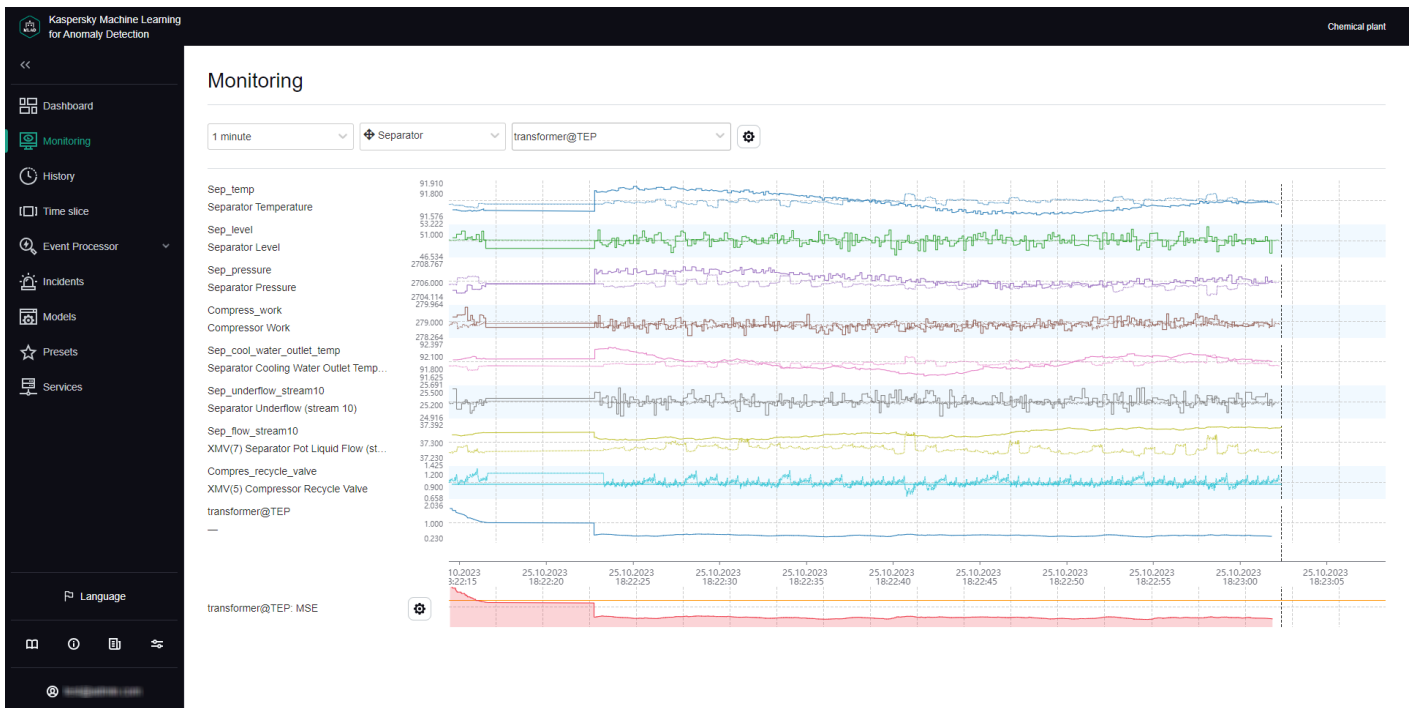 Kaspersky Machine Learning
for Anomaly Detection
Chemical plant
MLAD
Dashboard
Monitoring
History
Time slice
Event Processor
Incidents
Models
Presets
Services
Language
Monitoring
1 minute
Separator
transformer@TEP
Sep_temp
Separator Temperature
91.910
91.800
91.576
Sep_level
Separator Level
53.222
51.000
46.534
Sep_pressure
Separator Pressure
2708.767
2706.000
2704.114
Compress_work
Compressor Work
279.964
279.000
278.264
Sep_cool_water_outlet_temp
Separator Cooling Water Outlet Temp...
92.397
92.100
91.800
91.625
Sep_underflow_stream10
Separator Underflow (stream 10)
25.691
25.500
25.200
24.916
Sep_flow_stream10
XMV(7) Separator Pot Liquid Flow (st...
37.392
37.300
37.230
Compres_recycle_valve
XMV(5) Compressor Recycle Valve
1.425
1.200
0.900
0.658
transformer@TEP
—
2.036
1.000
0.230
10.2023 25.10.2023 25.10.2023 25.10.2023 25.10.2023 25.10.2023 25.10.2023 25.10.2023 25.10.2023 25.10.2023 25.10.2023
3:22:15 18:22:20 18:22:25 18:22:30 18:22:35 18:22:40 18:22:45 18:22:50 18:22:55 18:23:00 18:23:05
transformer@TEP: MSE